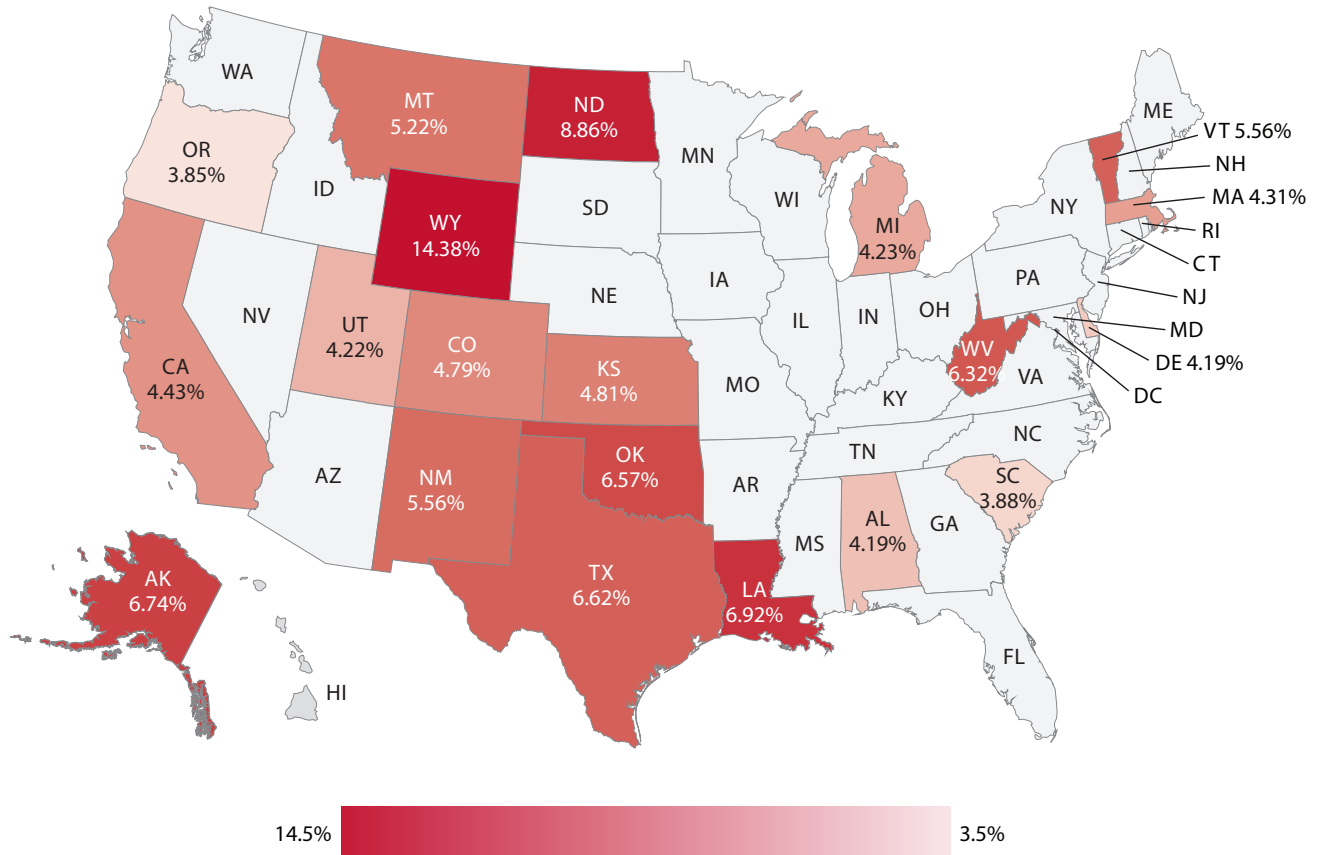 WA
OR
3.85%
CA
4.43%
NV
ID
MT
5.22%
WY
14.38%
UT
4.22%
CO
4.79%
AZ
NM
5.56%
ND
8.86%
SD
NE
KS
4.81%
OK
6.57%
TX
6.62%
MN
IA
MO
AR
LA
6.92%
WI
IL
MI
4.23%
IN
OH
KY
TN
MS
AL
4.19%
GA
FL
SC
3.88%
NC
VA
WV
6.32%
PA
NY
ME
VT 5.56%
NH
MA 4.31%
RI
CT
NJ
MD
DE 4.19%
DC
AK
6.74%
HI
14.5%
3.5%